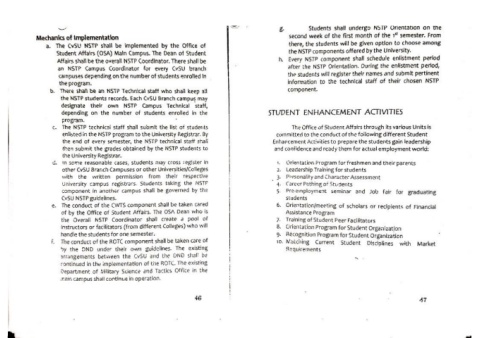 Mechanics of Implementation
a. The CvSU NSTP shall be implemented by the Office of
Student Affairs (OSA) Main Campus. The Dean of Student
Affairs shall be the overall NSTP Coordinator. There shall be
an NSTP Campus Coordinator for every CvSU branch
campuses depending on the number of students enrolled in
the program.
b. There shall be an NSTP Technical staff who shall keep all
the NSTP students records. Each CvSU Branch campus may
designate their own NSTP Campus Technical staff,
depending on the number of students enrolled in the
program.
c. The NSTP technical staff shall submit the list of students
enlisted in the NSTP program to the University Registrar. By
the end of every semester, the NSTP technical staff shall
then submit the grades obtained by the NSTP students to
the University Registrar.
d. In some reasonable cases, students may cross register in
other CvSU Branch Campuses or other Universities/Colleges
with the written permission from their respective
University campus registrars. Students taking the NSTP
component in another campus shall be governed by the
CvSU NSTP guidelines.
e. The conduct of the CWTS component shall be taken cared
of by the Office of Student Affairs. The OSA Dean who is
the Overall NSTP Coordinator shall create a pool of
instructors or facilitators (from different Colleges) who will
handle the students for one semester.
f. The conduct of the ROTC component shall be taken care of
by the DND under their own guidelines. The existing
arrangements between the CvSU and the DND shall be
continued in the implementation of the ROTC. The existing
Department of Military Science and Tactics Office in the
main campus shall continue in operation.
46
g. Students shall undergo NSTP Orientation on the
second week of the first month of the 1st semester. From
there, the students will be given option to choose among
the NSTP components offered by the University.
h. Every NSTP component shall schedule enlistment period
after the NSTP Orientation. During the enlistment period,
the students will register their names and submit pertinent
information to the technical staff of their chosen NSTP
component.
STUDENT ENHANCEMENT ACTIVITIES
The Office of Student Affairs through its various Units is
committed to the conduct of the following different Student
Enhancement Activities to prepare the students gain leadership
and confidence and ready them for actual employment world:
1. Orientation Program for freshmen and their parents
2. Leadership Training for students
3. Personality and Character Assessment
4. Career Pathing of Students
5. Pre-employment seminar and Job Fair for graduating
students
6. Orientation/meeting of scholars or recipients of Financial
Assistance Program
7. Training of Student Peer Facilitators
8. Orientation Program for Student Organization
9. Recognition Program for Student Organization
10. Matching Current Student Disciplines with Market
Requirements
47